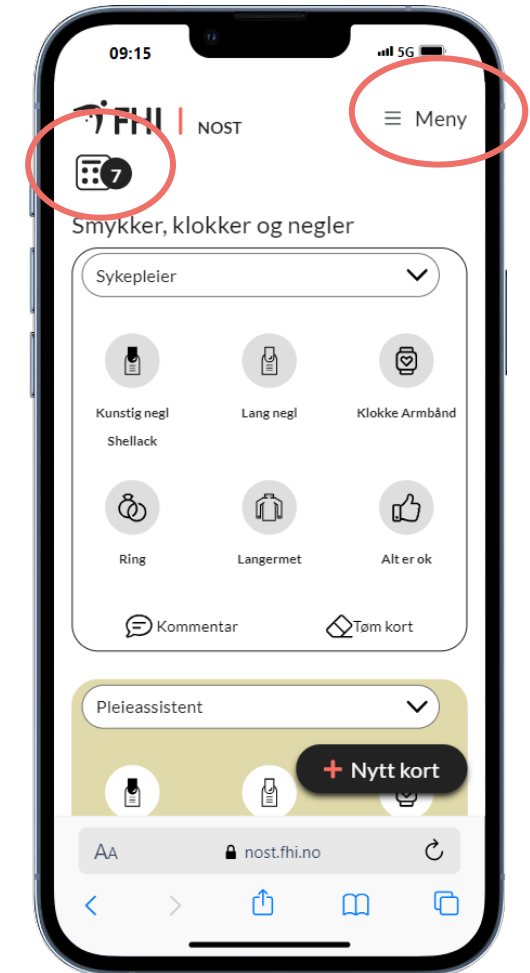 09:15 5G
FHI | NOST
≡ Meny
7
Smykker, klokker og negler
Sykepleier
Kunstig negl Lang negl Klokke Armbånd
Shellack
Ring Langermet Alt er ok
Kommentar Tøm kort
Pleieassistent
+ Nytt kort
AA nost.fhi.no